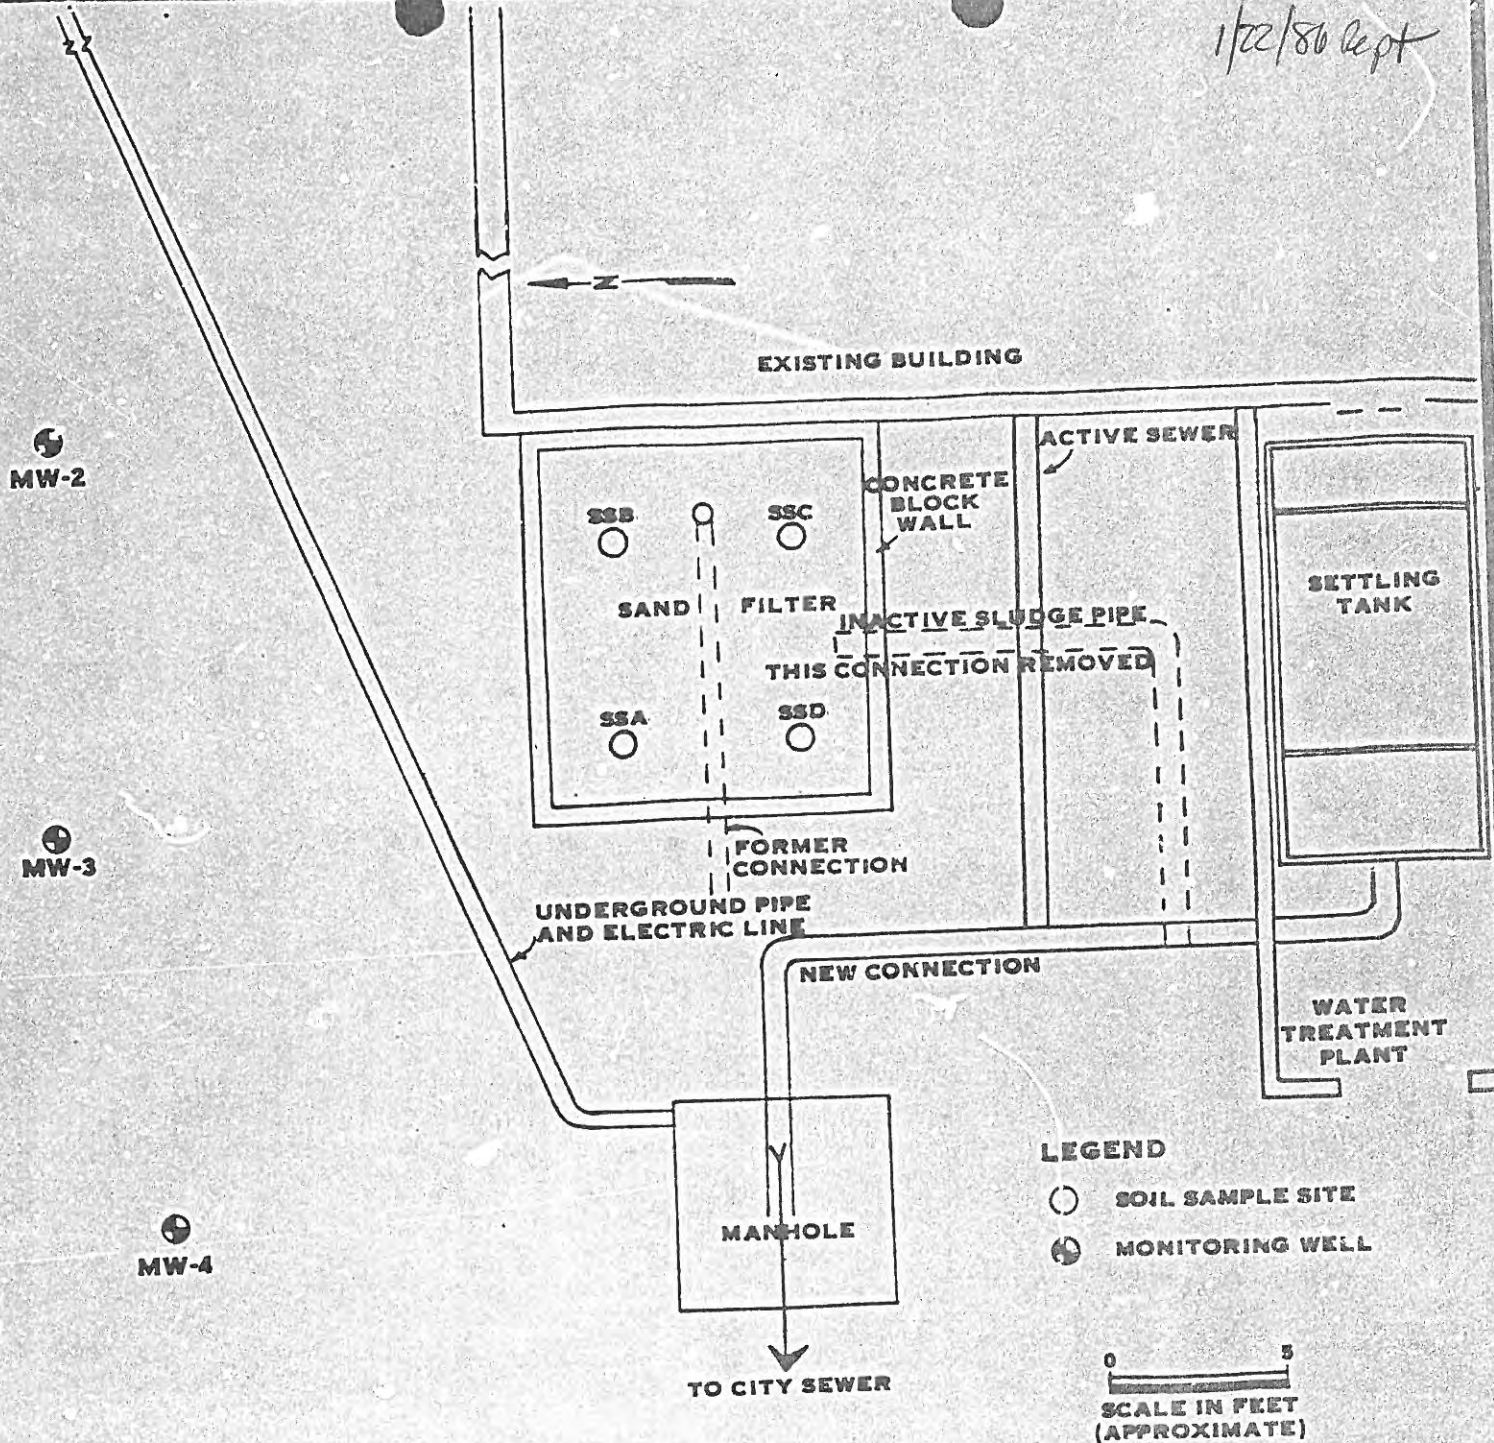 1/22/86 Rept
N
EXISTING BUILDING
ACTIVE SEWER
MW-2
CONCRETE
BLOCK
WALL
SSB
SSC
SETTLING
TANK
SAND
FILTER
INACTIVE SLUDGE PIPE
THIS CONNECTION REMOVED
SSA
SSD
MW-3
FORMER
CONNECTION
UNDERGROUND PIPE
AND ELECTRIC LINE
NEW CONNECTION
WATER
TREATMENT
PLANT
LEGEND
SOIL SAMPLE SITE
MONITORING WELL
MANHOLE
MW-4
TO CITY SEWER
0 5
SCALE IN FEET
(APPROXIMATE)